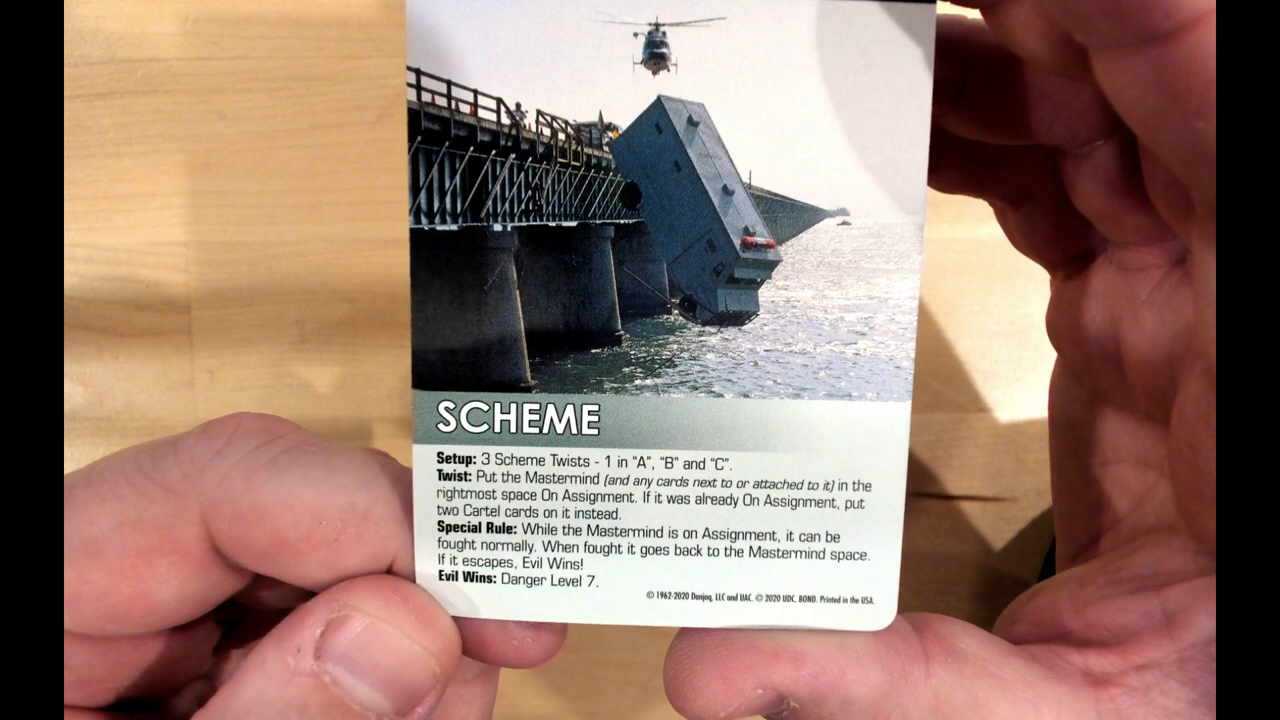 SCHEME
Setup: 3 Scheme Twists - 1 in "A", "B" and "C".
Twist: Put the Mastermind (and any cards next to or attached to it) in the
rightmost space On Assignment. If it was already On Assignment, put
two Cartel cards on it instead.
Special Rule: While the Mastermind is on Assignment, it can be
fought normally. When fought it goes back to the Mastermind space.
If it escapes, Evil Wins!
Evil Wins: Danger Level 7.
© 1962-2020 Danjaq, LLC and UAC. © 2020 UDC. BOND. Printed in the USA.